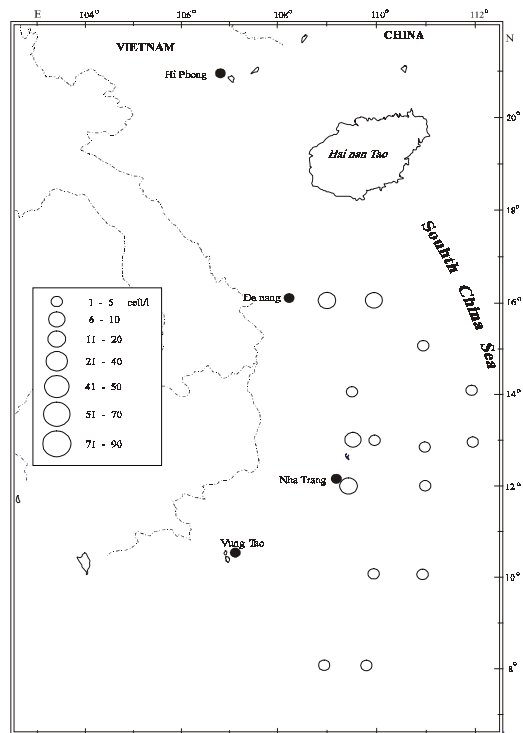 E 104° 106° 108° 110° 112°
N
VIETNAM
CHINA
Hi Phong
20°
Hai nan Tao
18°
Southth China Sea
Da nang
16°
1 - 5 cell/l
6 - 10
11 - 20
21 - 40
41 - 50
51 - 70
71 - 90
14°
Nha Trang
12°
Vung Tao
10°
8°